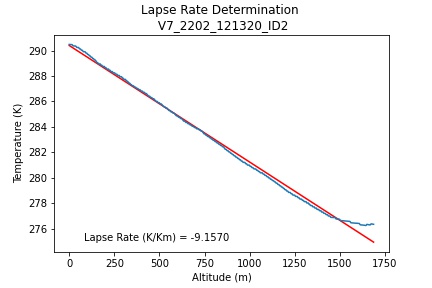 Lapse Rate Determination
V7_2202_121320_ID2
Temperature (K)
290
288
286
284
282
280
278
276
Lapse Rate (K/Km) = -9.1570
0 250 500 750 1000 1250 1500 1750
Altitude (m)